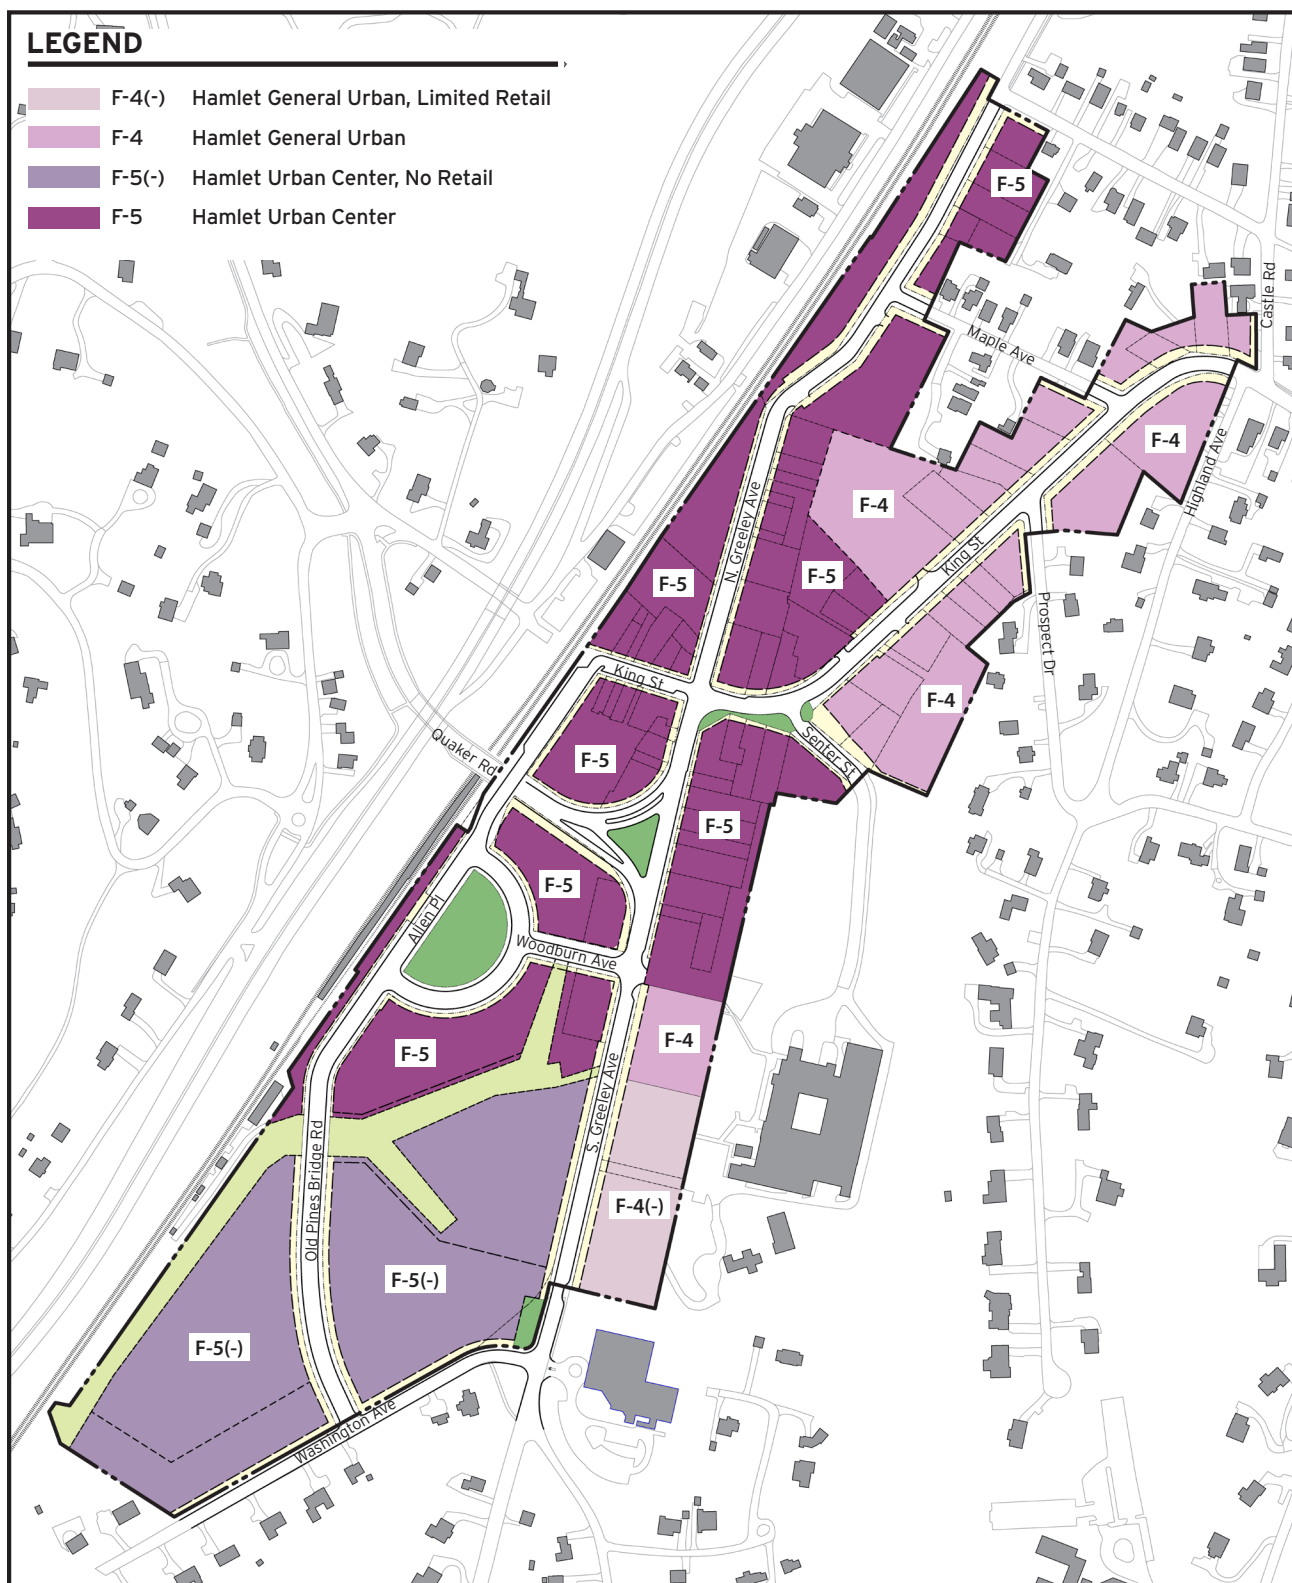 LEGEND
F-4(-) Hamlet General Urban, Limited Retail
F-4 Hamlet General Urban
F-5(-) Hamlet Urban Center, No Retail
F-5 Hamlet Urban Center
F-5
Castle Rd
Maple Ave
F-4
Highland Ave
N. Greeley Ave
F-4
King St
F-5
F-5
Prospect Dr
King St
F-4
Quaker Rd
F-5
Senter St
F-5
F-5
Allen Pl
Woodburn Ave
F-4
F-5
S. Greeley Ave
Old Pines Bridge Rd
F-4(-)
F-5(-)
F-5(-)
Washington Ave